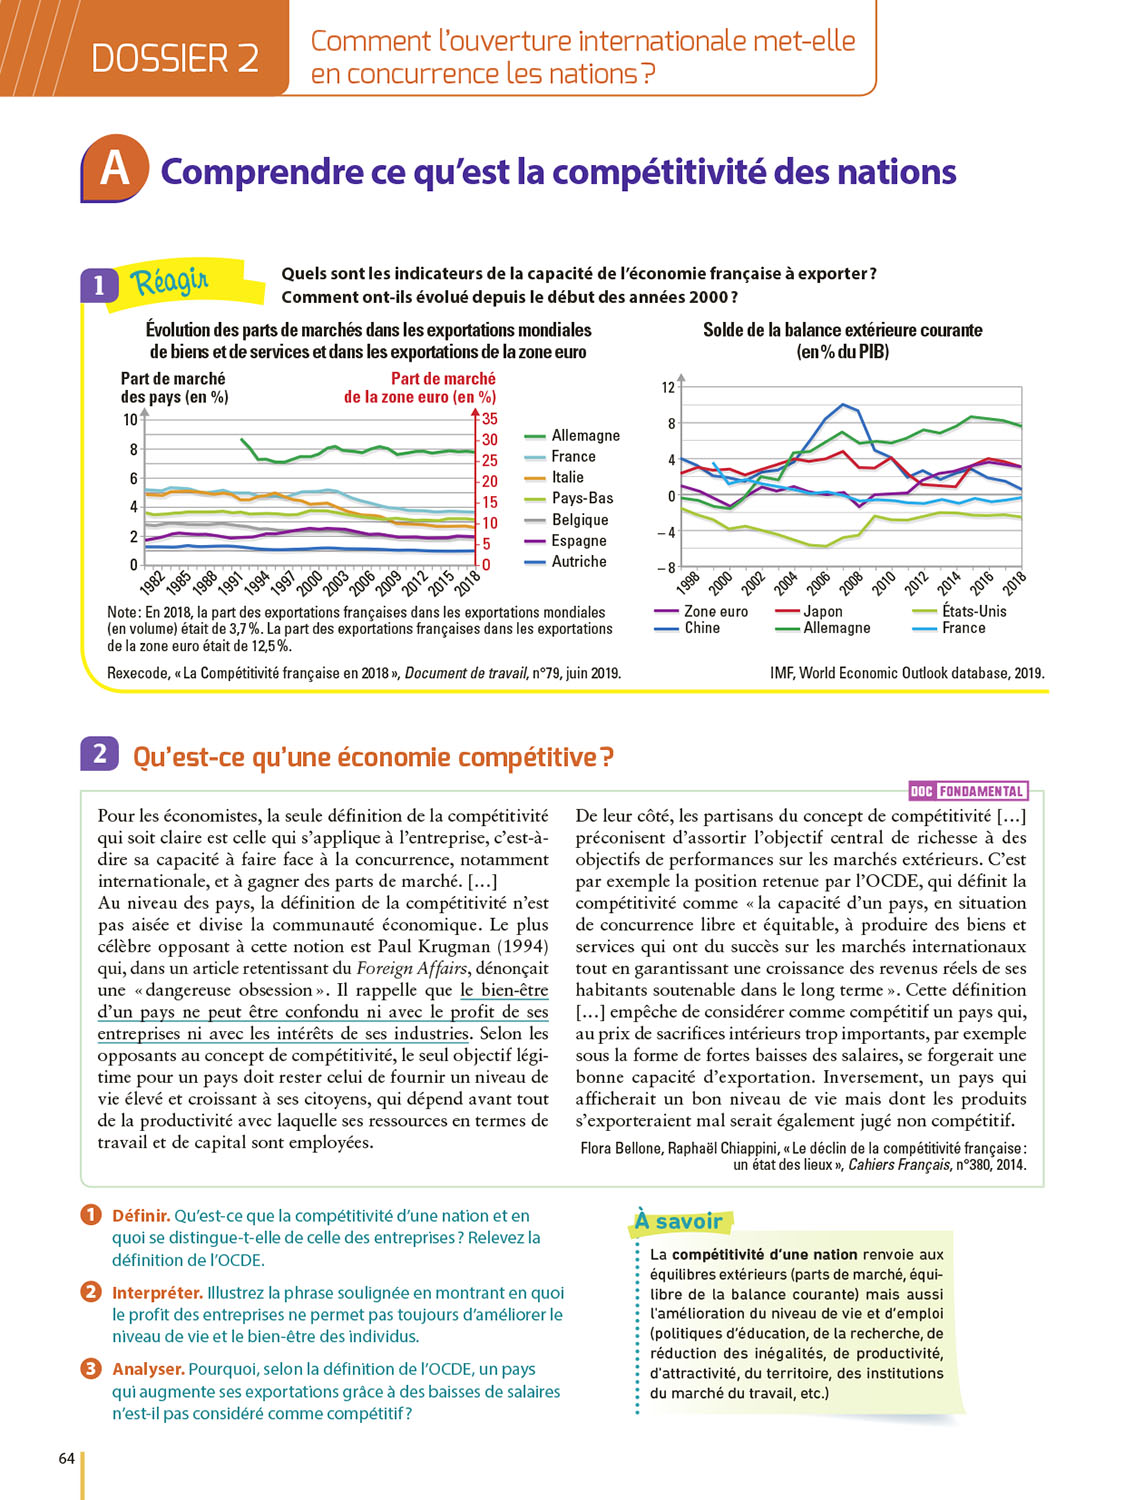 DOSSIER 2
Comment l’ouverture internationale met-elle
en concurrence les nations ?
A
Comprendre ce qu’est la compétitivité des nations
1
Réagir
Quels sont les indicateurs de la capacité de l’économie française à exporter ?
Comment ont-ils évolué depuis le début des années 2000 ?
Évolution des parts de marchés dans les exportations mondiales
de biens et de services et dans les exportations de la zone euro
Part de marché
des pays (en %)
Part de marché
de la zone euro (en %)
10
8
6
4
2
0
35
30
25
20
15
10
5
0
1982
1985
1988
1991
1994
1997
2000
2003
2006
2009
2012
2015
2018
Allemagne
France
Italie
Pays-Bas
Belgique
Espagne
Autriche
Note : En 2018, la part des exportations françaises dans les exportations mondiales
(en volume) était de 3,7 %. La part des exportations françaises dans les exportations
de la zone euro était de 12,5 %.
Rexecode, « La Compétitivité française en 2018 », Document de travail, n°79, juin 2019.
Solde de la balance extérieure courante
(en % du PIB)
12
8
4
0
– 4
– 8
1998
2000
2002
2004
2006
2008
2010
2012
2014
2016
2018
Zone euro
Japon
États-Unis
Chine
Allemagne
France
IMF, World Economic Outlook database, 2019.
2
Qu’est-ce qu’une économie compétitive ?
DOC FONDAMENTAL
Pour les économistes, la seule définition de la compétitivité
qui soit claire est celle qui s’applique à l’entreprise, c’est-à-
dire sa capacité à faire face à la concurrence, notamment
internationale, et à gagner des parts de marché. […]
Au niveau des pays, la définition de la compétitivité n’est
pas aisée et divise la communauté économique. Le plus
célèbre opposant à cette notion est Paul Krugman (1994)
qui, dans un article retentissant du Foreign Affairs, dénonçait
une « dangereuse obsession ». Il rappelle que le bien-être
d’un pays ne peut être confondu ni avec le profit de ses
entreprises ni avec les intérêts de ses industries. Selon les
opposants au concept de compétitivité, le seul objectif légi-
time pour un pays doit rester celui de fournir un niveau de
vie élevé et croissant à ses citoyens, qui dépend avant tout
de la productivité avec laquelle ses ressources en termes de
travail et de capital sont employées.
De leur côté, les partisans du concept de compétitivité […]
préconisent d’assortir l’objectif central de richesse à des
objectifs de performances sur les marchés extérieurs. C’est
par exemple la position retenue par l’OCDE, qui définit la
compétitivité comme « la capacité d’un pays, en situation
de concurrence libre et équitable, à produire des biens et
services qui ont du succès sur les marchés internationaux
tout en garantissant une croissance des revenus réels de ses
habitants soutenable dans le long terme ». Cette définition
[…] empêche de considérer comme compétitif un pays qui,
au prix de sacrifices intérieurs trop importants, par exemple
sous la forme de fortes baisses des salaires, se forgerait une
bonne capacité d’exportation. Inversement, un pays qui
afficherait un bon niveau de vie mais dont les produits
s’exporteraient mal serait également jugé non compétitif.
Flora Bellone, Raphaël Chiappini, « Le déclin de la compétitivité française :
un état des lieux », Cahiers Français, n°380, 2014.
1 Définir. Qu’est-ce que la compétitivité d’une nation et en
quoi se distingue-t-elle de celle des entreprises ? Relevez la
définition de l’OCDE.
2 Interpréter. Illustrez la phrase soulignée en montrant en quoi
le profit des entreprises ne permet pas toujours d’améliorer le
niveau de vie et le bien-être des individus.
3 Analyser. Pourquoi, selon la définition de l’OCDE, un pays
qui augmente ses exportations grâce à des baisses de salaires
n’est-il pas considéré comme compétitif ?
À savoir
La compétitivité d’une nation renvoie aux
équilibres extérieurs (parts de marché, équi-
libre de la balance courante) mais aussi
l’amélioration du niveau de vie et d’emploi
(politiques d’éducation, de la recherche, de
réduction des inégalités, de productivité,
d’attractivité, du territoire, des institutions
du marché du travail, etc.)
64